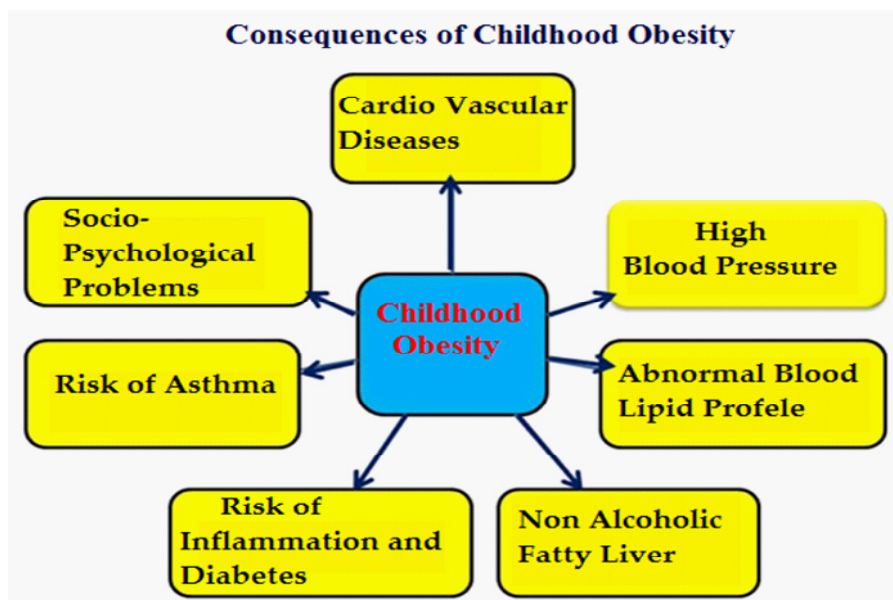 Consequences of Childhood Obesity
Cardio Vascular
Diseases
Socio-
Psychological
Problems
High
Blood Pressure
Childhood
Obesity
Risk of Asthma
Abnormal Blood
Lipid Profele
Risk of
Inflammation and
Diabetes
Non Alcoholic
Fatty Liver